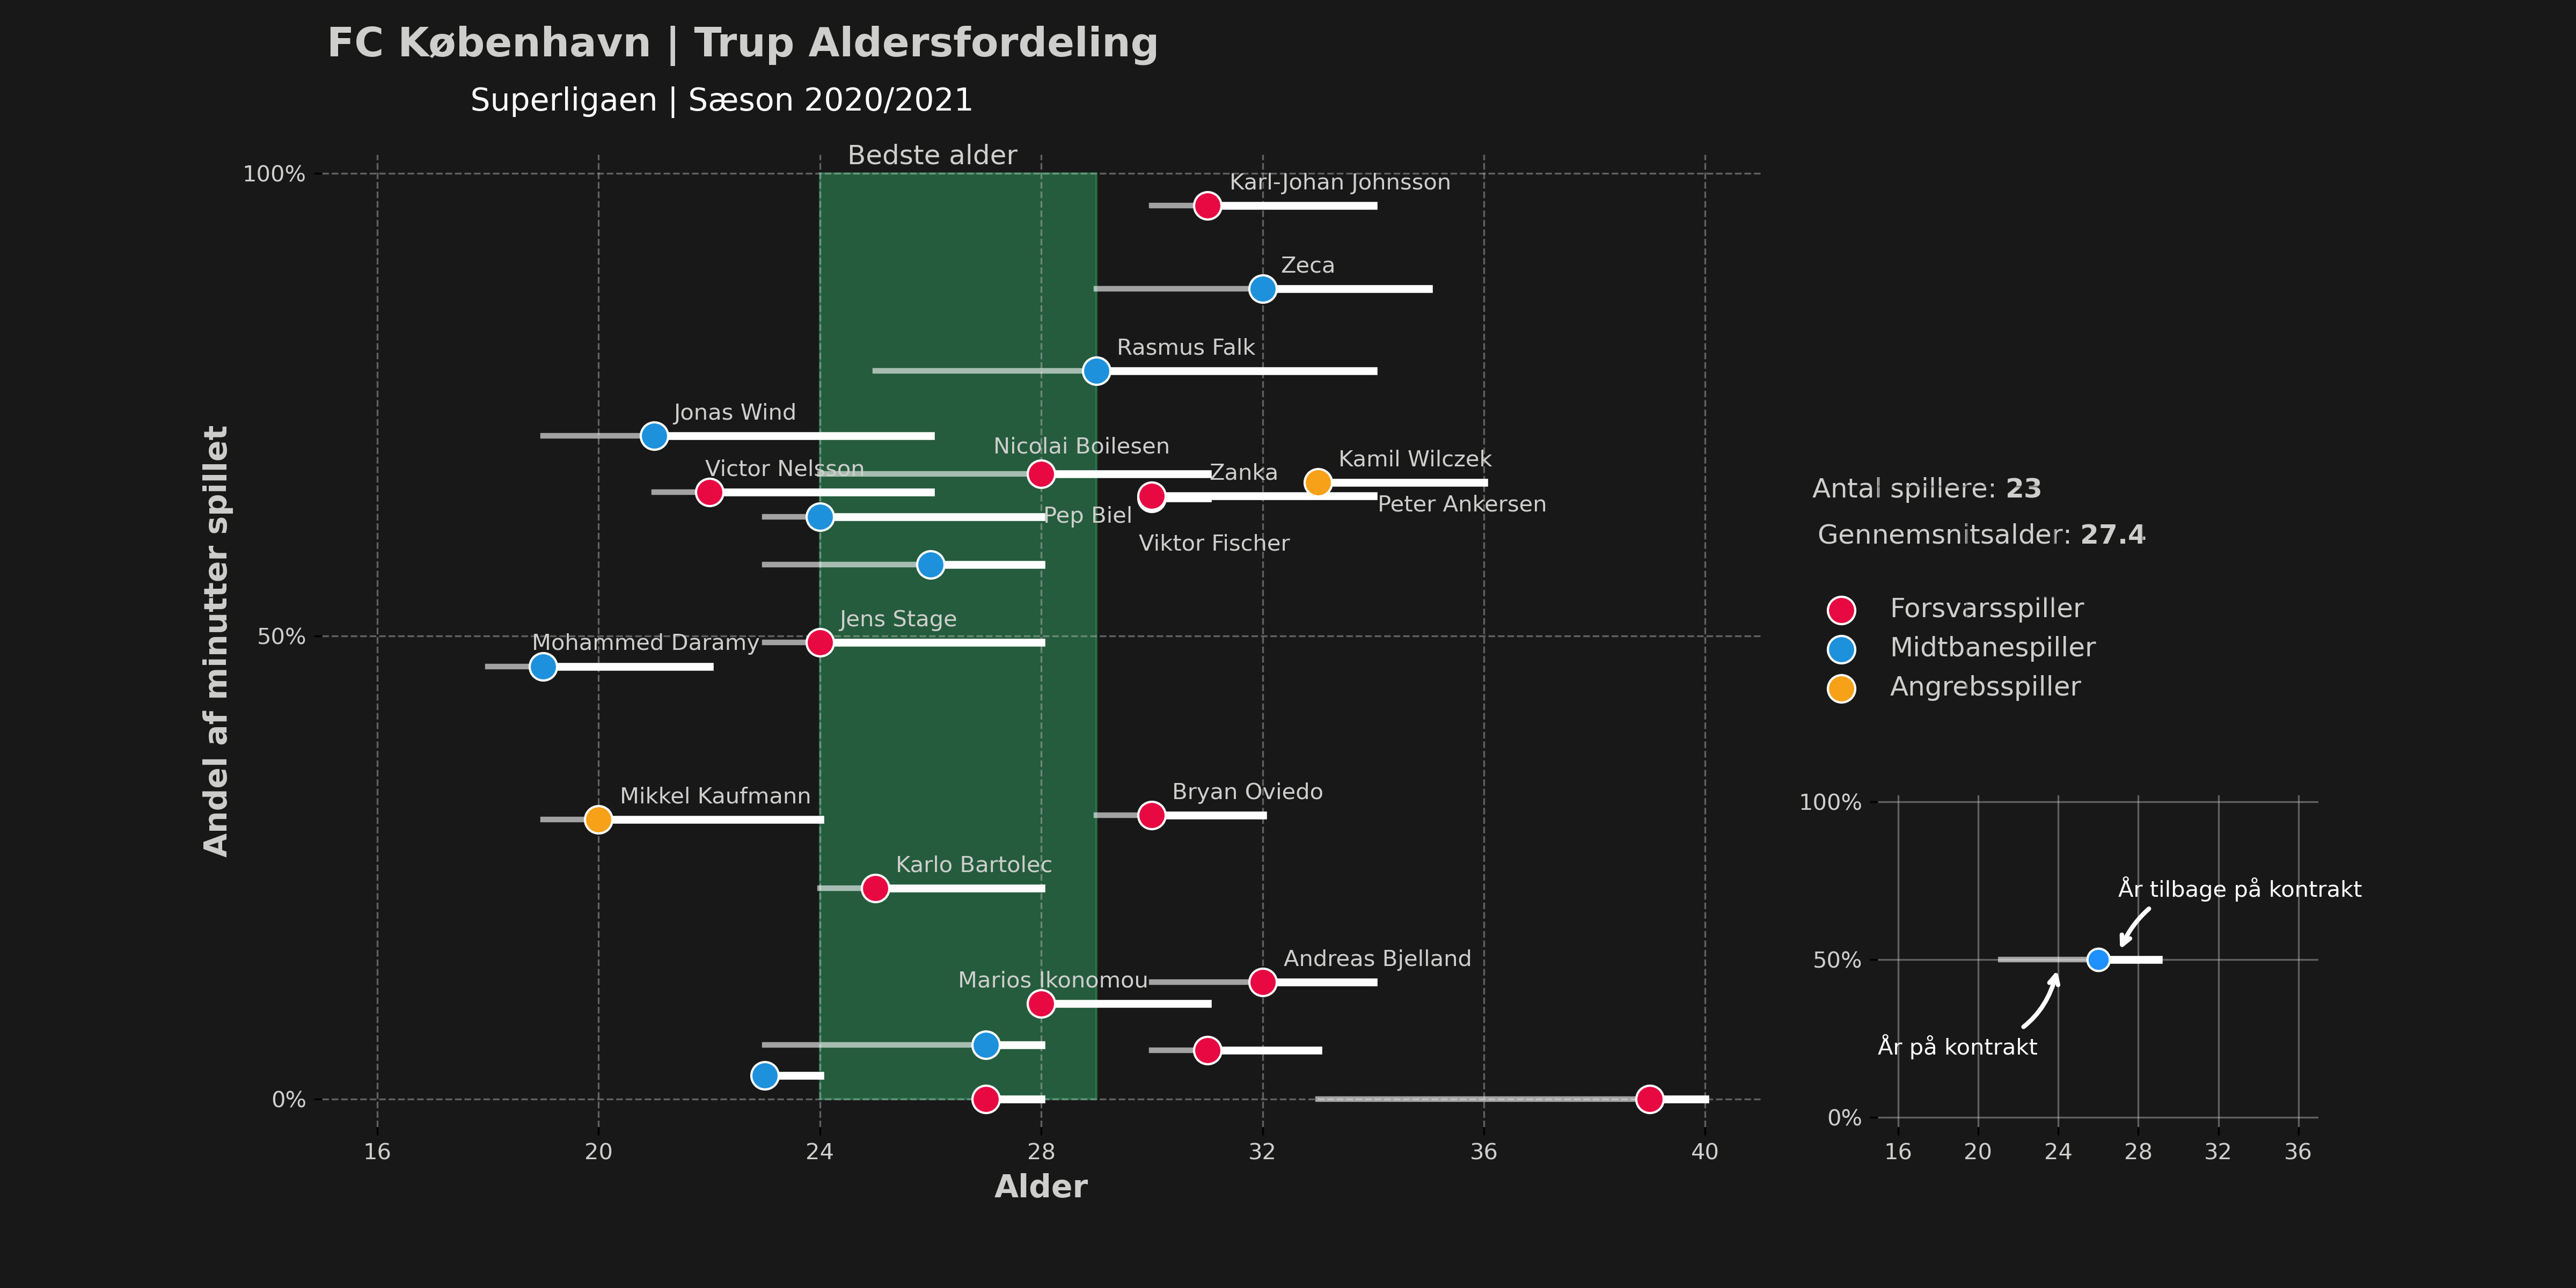 FC København | Trup Aldersfordeling
Superligaen | Sæson 2020/2021
Bedste alder
100%
Karl-Johan Johnsson
Zeca
Rasmus Falk
Jonas Wind
Nicolai Boilesen
Victor Nelsson
Zanka
Kamil Wilczek
Peter Ankersen
Pep Biel
Viktor Fischer
Jens Stage
50%
Mohammed Daramy
Mikkel Kaufmann
Bryan Oviedo
Karlo Bartolec
Andreas Bjelland
Marios Ikonomou
0%
16 20 24 28 32 36 40
Alder
Andel af minutter spillet
Antal spillere: 23
Gennemsnitsalder: 27.4
Forsvarsspiller
Midtbanespiller
Angrebsspiller
100%
År tilbage på kontrakt
50%
År på kontrakt
0%
16 20 24 28 32 36